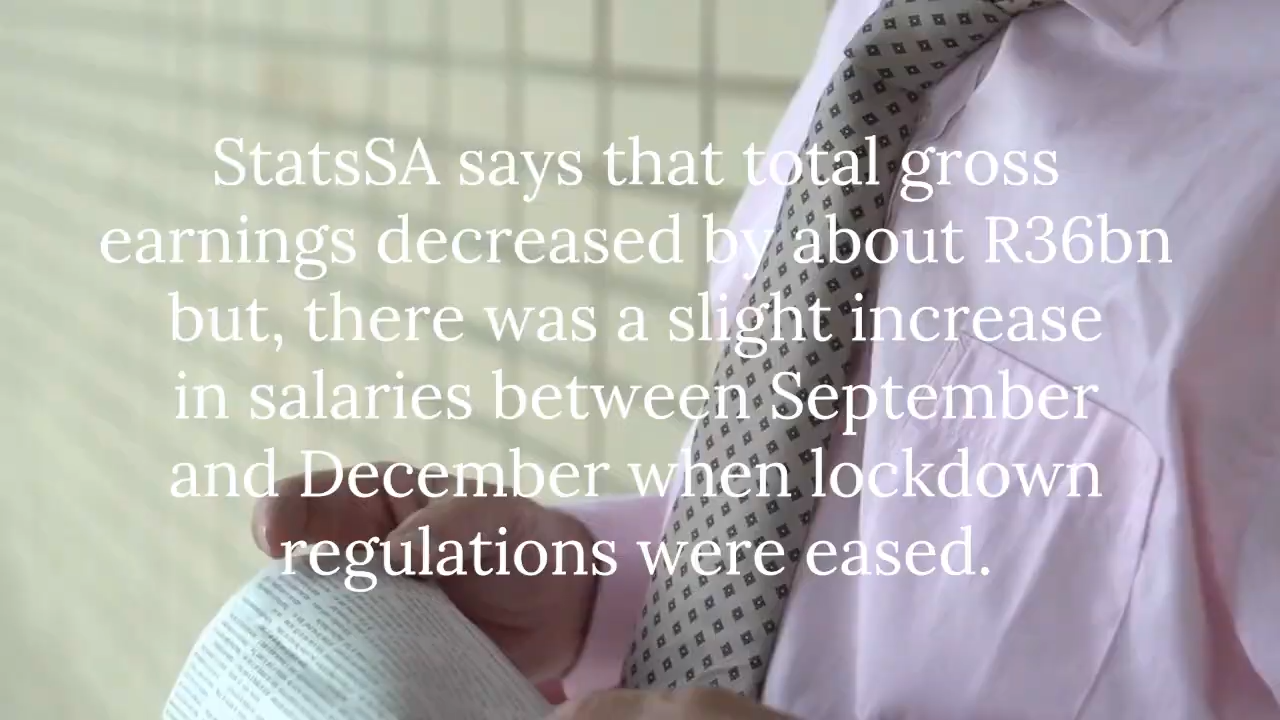 StatsSA says that total gross
earnings decreased by about R36bn
but, there was a slight increase
in salaries between September
and December when lockdown
regulations were eased.